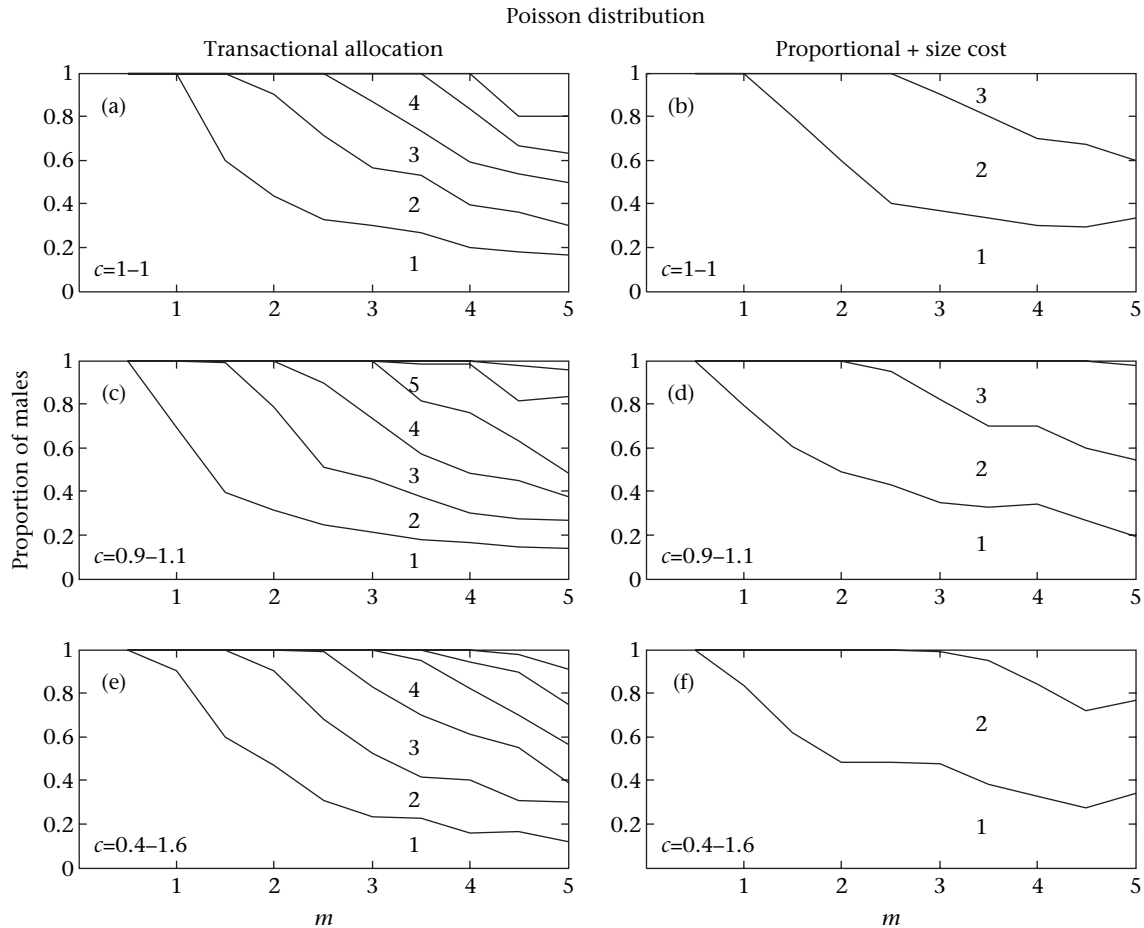 Poisson distribution
Transactional allocation
Proportional + size cost
Proportion of males
1
0.8
0.6
0.4
0.2
0
(a)
4
3
2
1
c=1–1
1 2 3 4 5
1
0.8
0.6
0.4
0.2
0
(b)
3
2
1
c=1–1
1 2 3 4 5
1
0.8
0.6
0.4
0.2
0
(c)
5
4
3
2
1
c=0.9–1.1
1 2 3 4 5
1
0.8
0.6
0.4
0.2
0
(d)
3
2
1
c=0.9–1.1
1 2 3 4 5
1
0.8
0.6
0.4
0.2
0
(e)
4
3
2
1
c=0.4–1.6
1 2 3 4 5
m
1
0.8
0.6
0.4
0.2
0
(f)
2
1
c=0.4–1.6
1 2 3 4 5
m